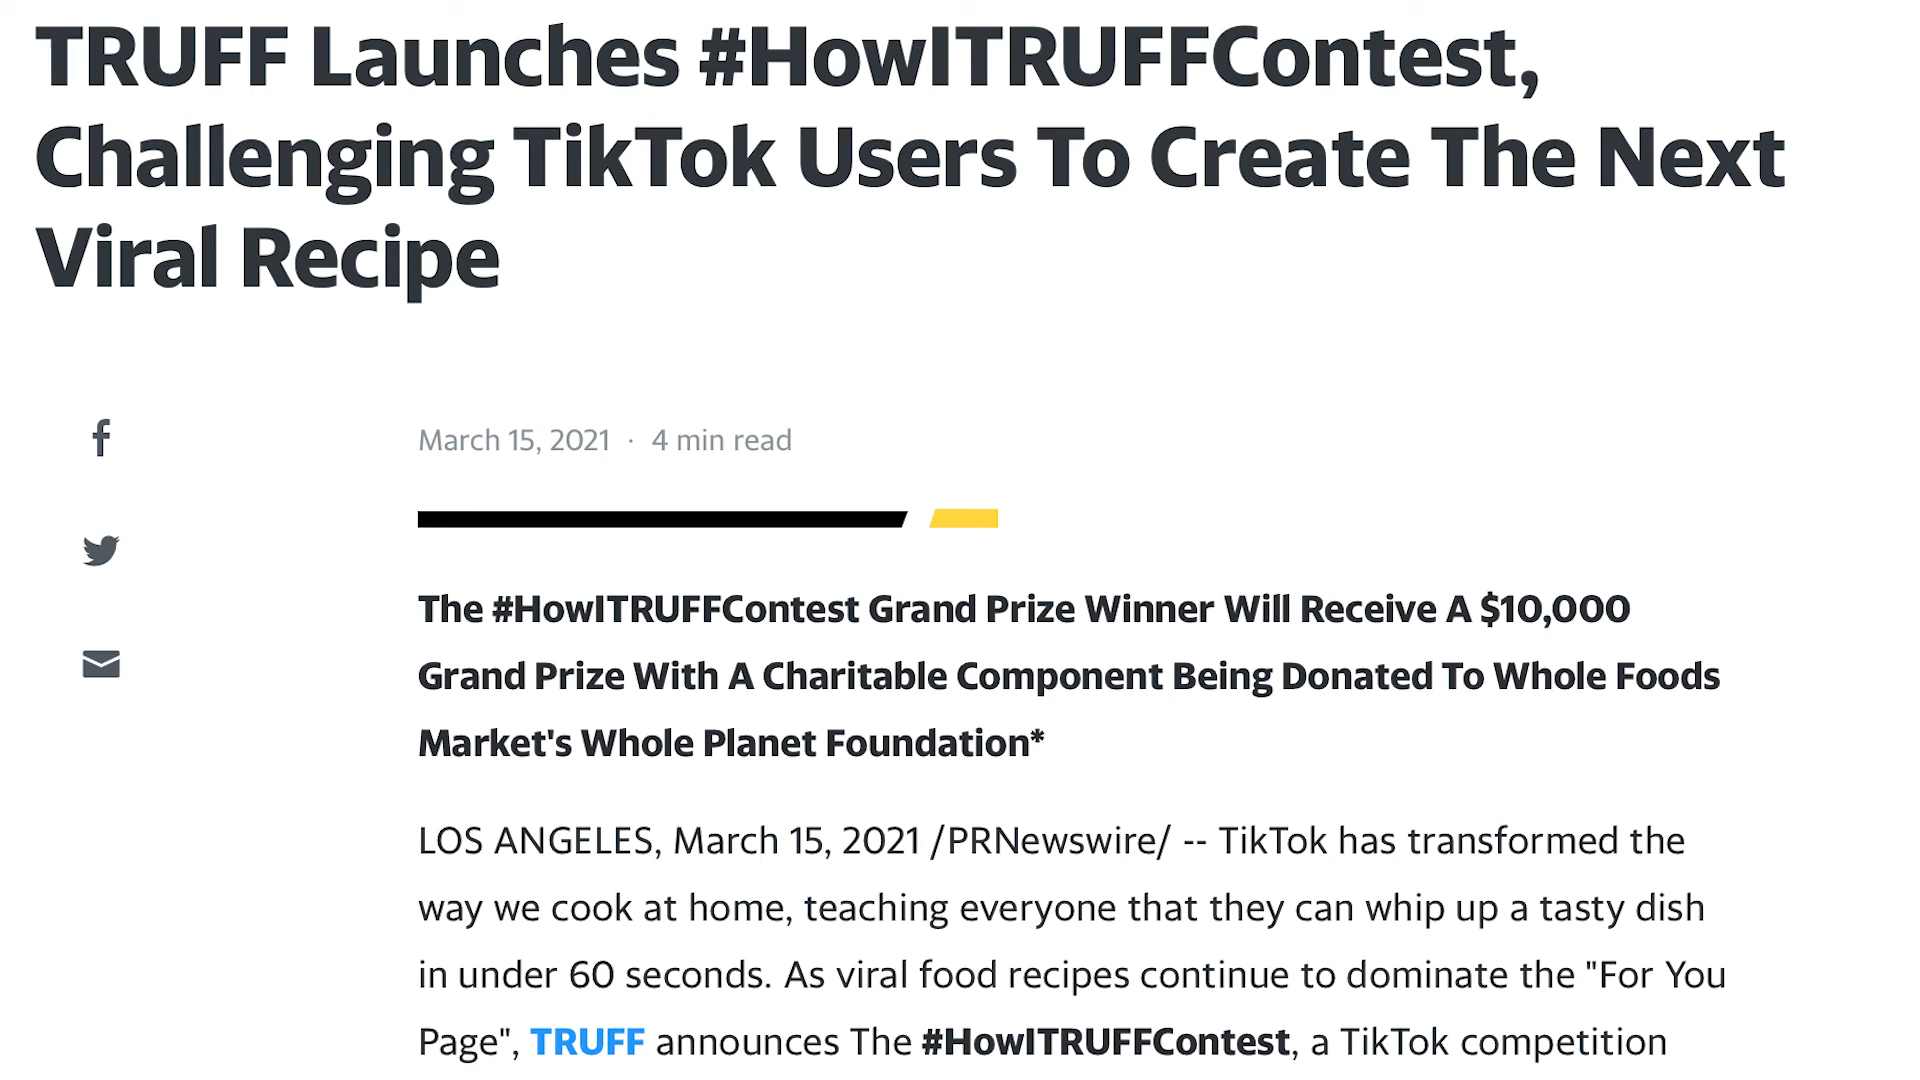 TRUFF Launches #HowITRUFFContest,
Challenging TikTok Users To Create The Next
Viral Recipe
March 15, 2021 · 4 min read
The #HowITRUFFContest Grand Prize Winner Will Receive A $10,000
Grand Prize With A Charitable Component Being Donated To Whole Foods
Market's Whole Planet Foundation*
LOS ANGELES, March 15, 2021 /PRNewswire/ -- TikTok has transformed the
way we cook at home, teaching everyone that they can whip up a tasty dish
in under 60 seconds. As viral food recipes continue to dominate the "For You
Page", TRUFF announces The #HowITRUFFContest, a TikTok competition